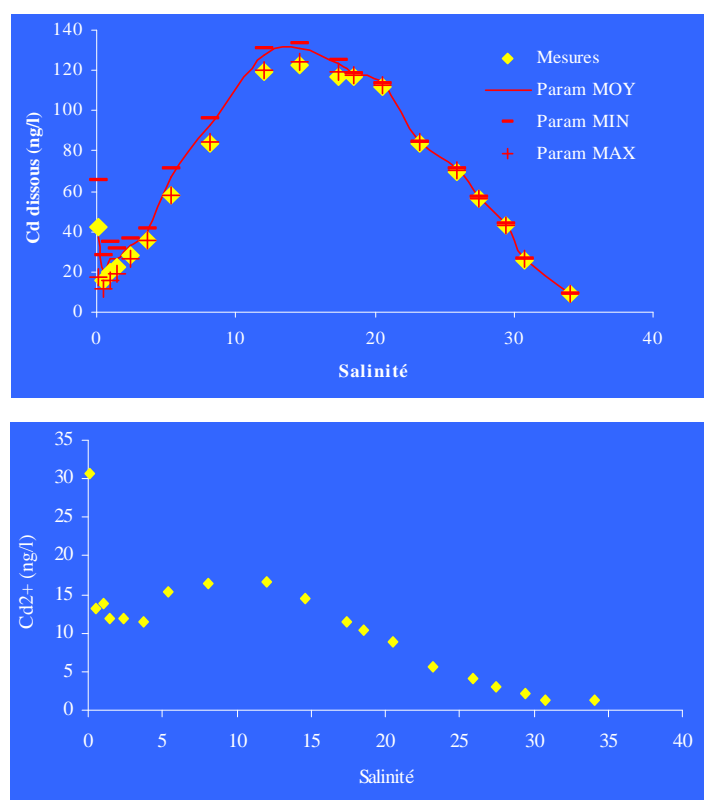 140
120
100
80
60
40
20
0
Cd dissous (ng/l)
Mesures
Param MOY
Param MIN
Param MAX
0 10 20 30 40
Salinité
35
30
25
20
15
10
5
0
Cd2+ (ng/l)
0 5 10 15 20 25 30 35 40
Salinité